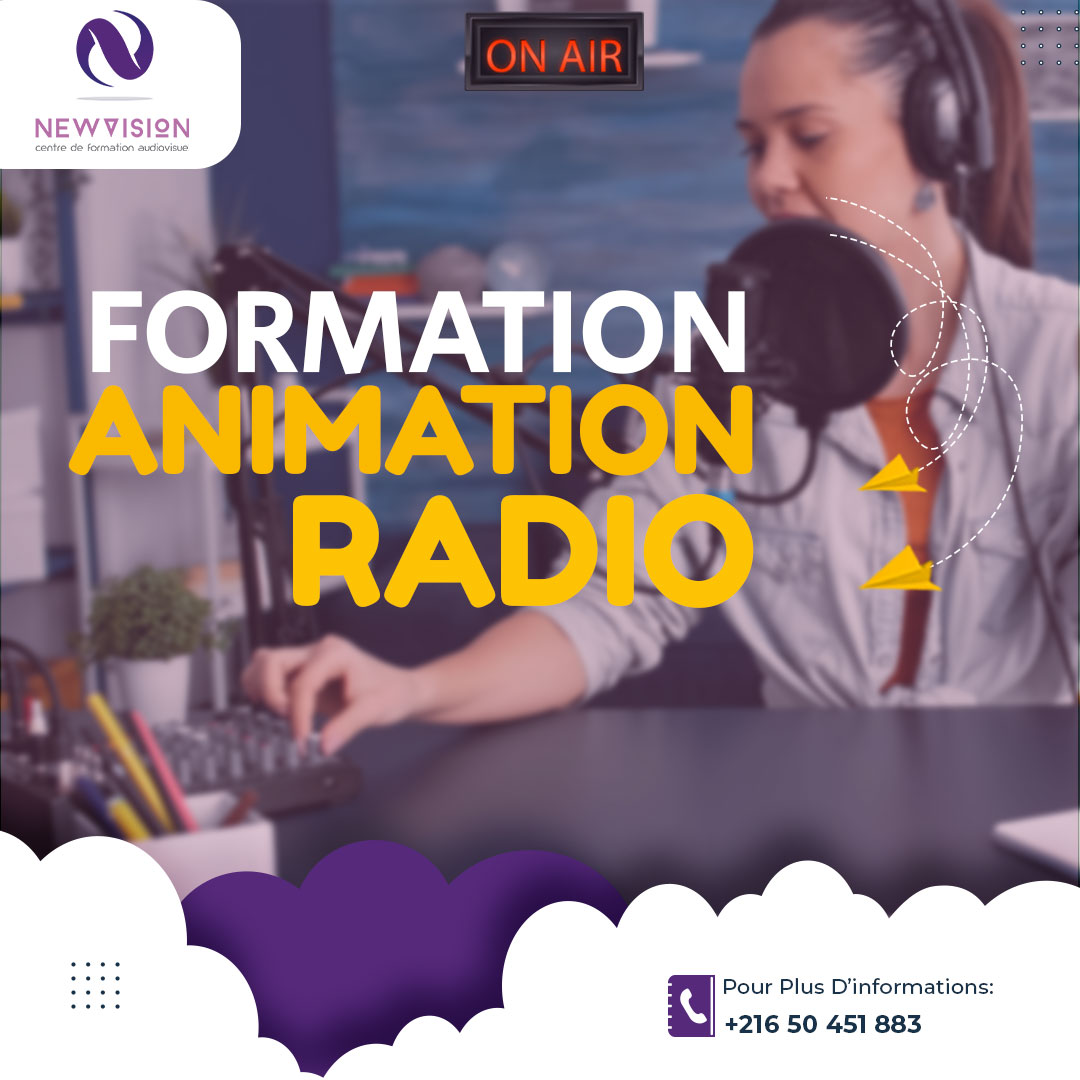 NEWVISION
centre de formation audiovisue
ON AIR
FORMATION
ANIMATION
RADIO
Pour Plus D'informations:
+216 50 451 883